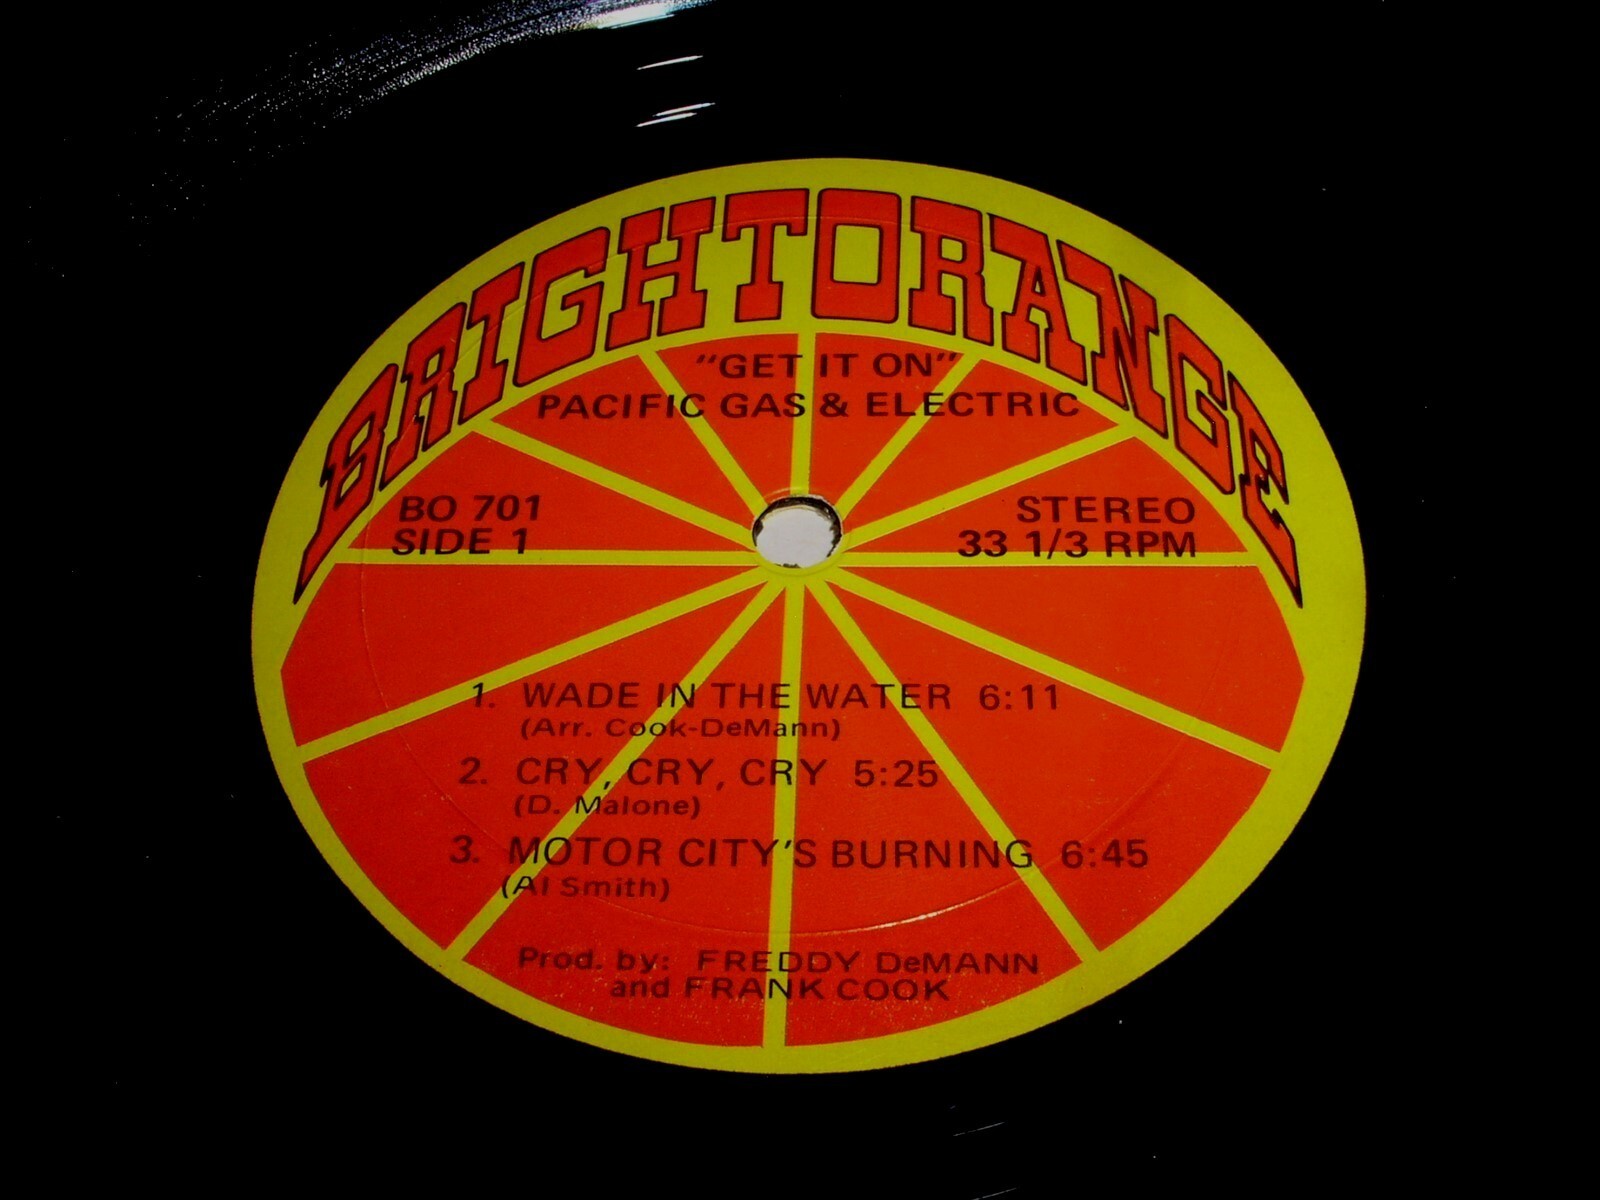 BRIGHTORANGE
"GET IT ON"
PACIFIC GAS & ELECTRIC
BO 701
SIDE 1
STEREO
33 1/3 RPM
1. WADE IN THE WATER 6:11
(Arr. Cook-DeMann)
2. CRY, CRY, CRY 5:25
(D. Malone)
3. MOTOR CITY'S BURNING 6:45
(Al Smith)
Prod. by: FREDDY DeMANN
and FRANK COOK